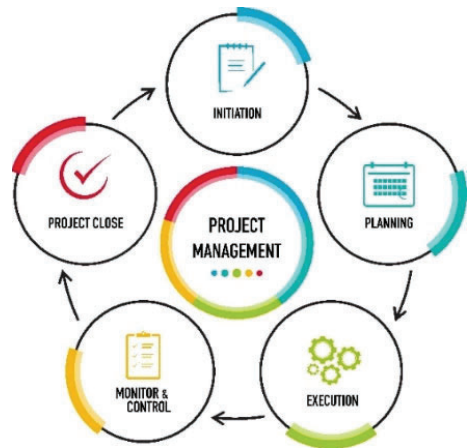 INITIATION
PLANNING
EXECUTION
MONITOR &
CONTROL
PROJECT CLOSE
PROJECT
MANAGEMENT